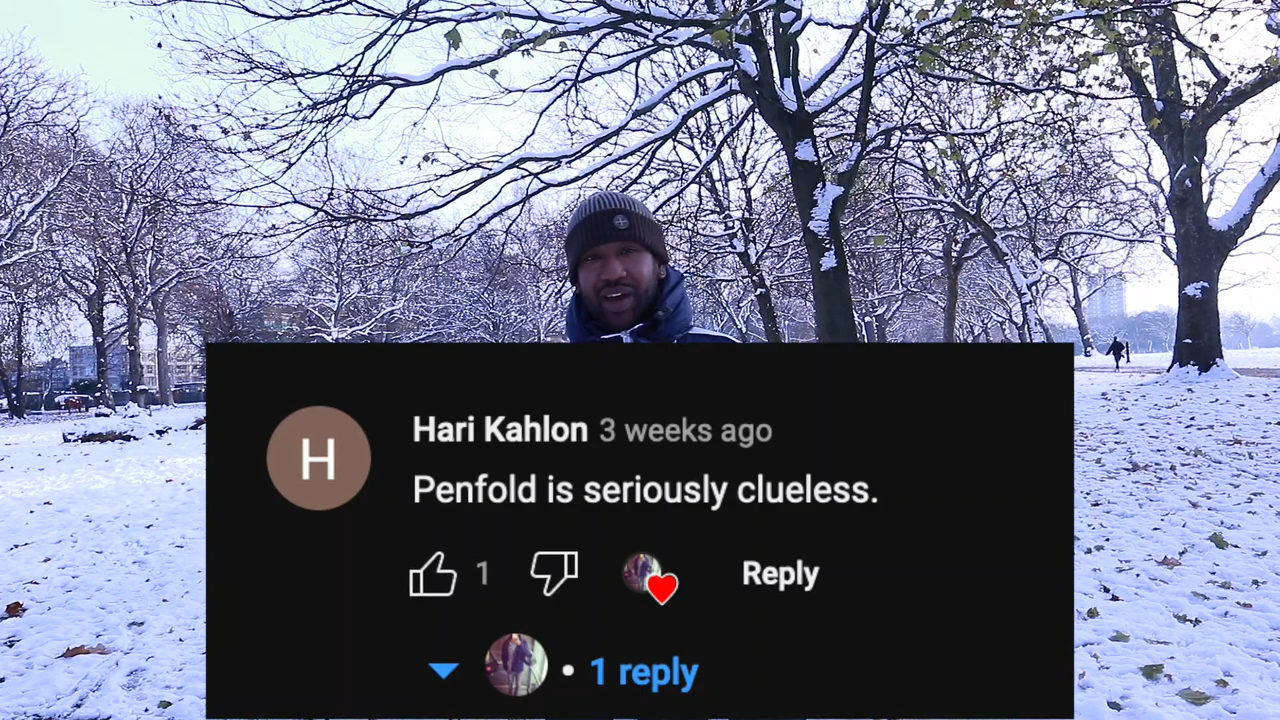 H
Hari Kahlon 3 weeks ago
Penfold is seriously clueless.
1
Reply
• 1 reply